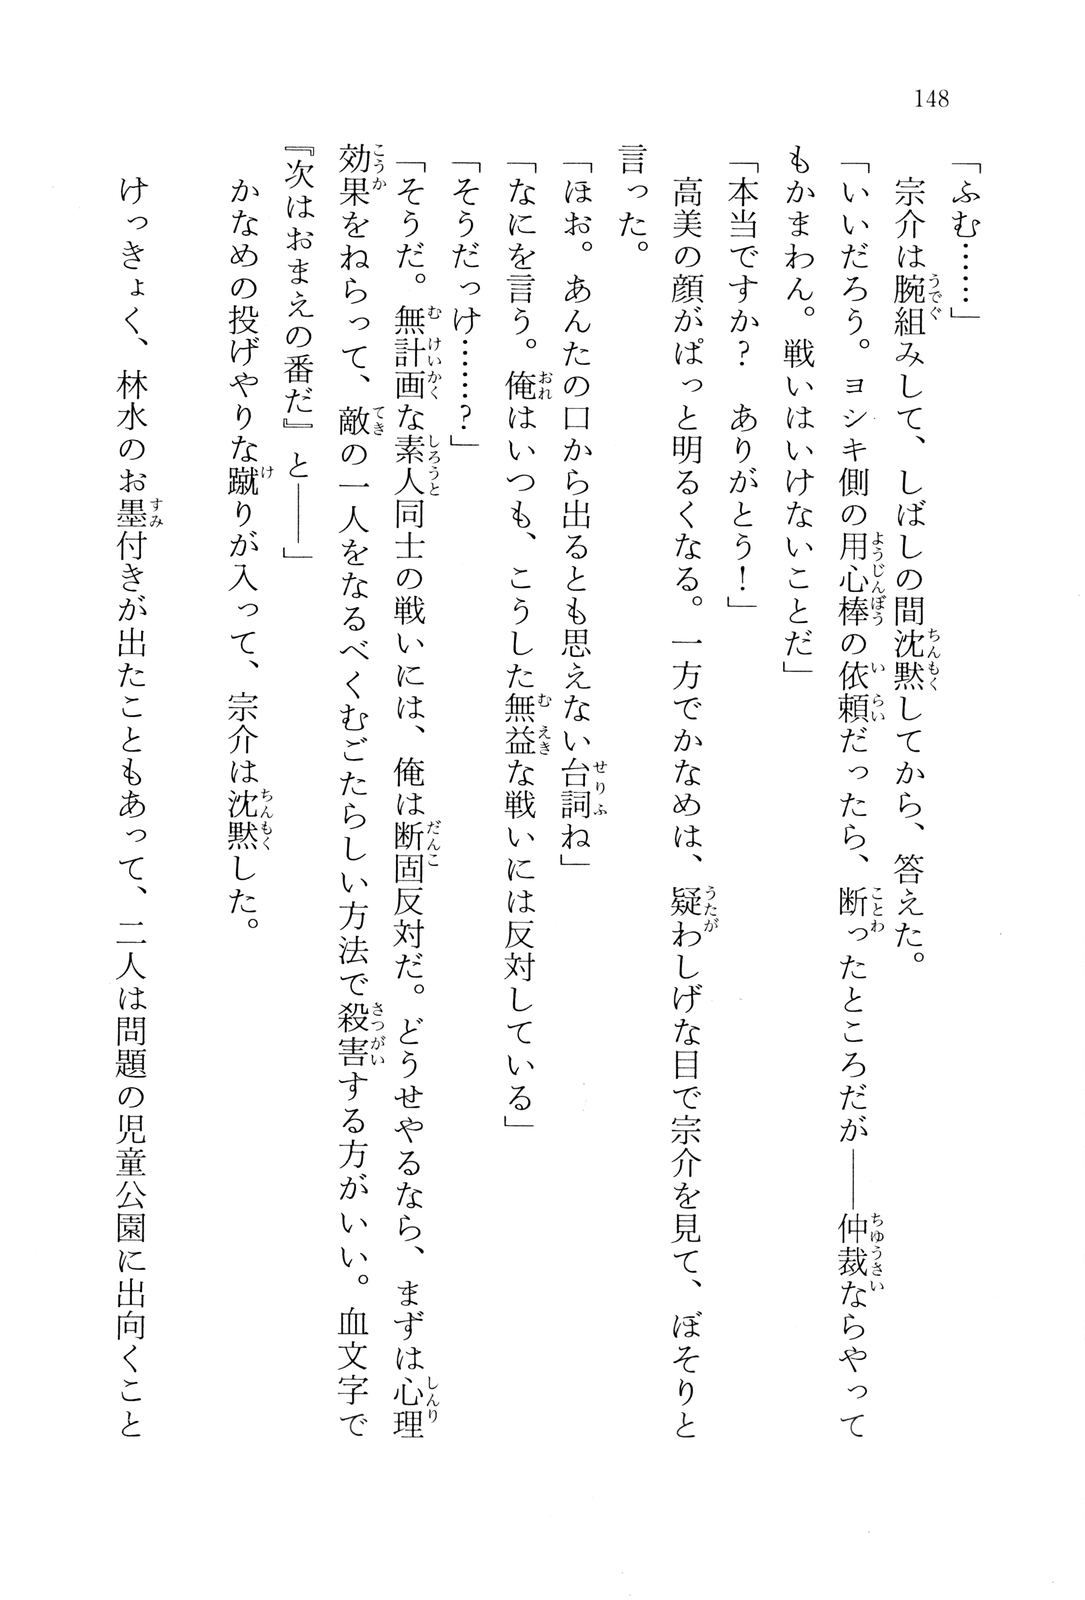 148
「ふむ……」
　宗介は腕組みして、しばしの間沈黙してから、答えた。
「いいだろう。ヨシキ側の用心棒の依頼だったら、断ったところだが――仲裁ならやって
もかまわん。戦いはいけないことだ」
「本当ですか？　ありがとう！」
　高美の顔がぱっと明るくなる。一方でかなめは、疑わしげな目で宗介を見て、ぼそりと
言った。
「ほお。あんたの口から出るとも思えない台詞ね」
「なにを言う。俺はいつも、こうした無益な戦いには反対している」
「そうだっけ……？」
「そうだ。無計画な素人同士の戦いには、俺は断固反対だ。どうせやるなら、まずは心理
効果をねらって、敵の一人をなるべくむごたらしい方法で殺害する方がいい。血文字で
『次はおまえの番だ』と――」
　かなめの投げやりな蹴りが入って、宗介は沈黙した。
　けっきょく、林水のお墨付きが出たこともあって、二人は問題の児童公園に出向くこと